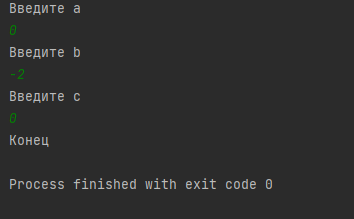 Введите a
0
Введите b
-2
Введите c
0
Конец
Process finished with exit code 0